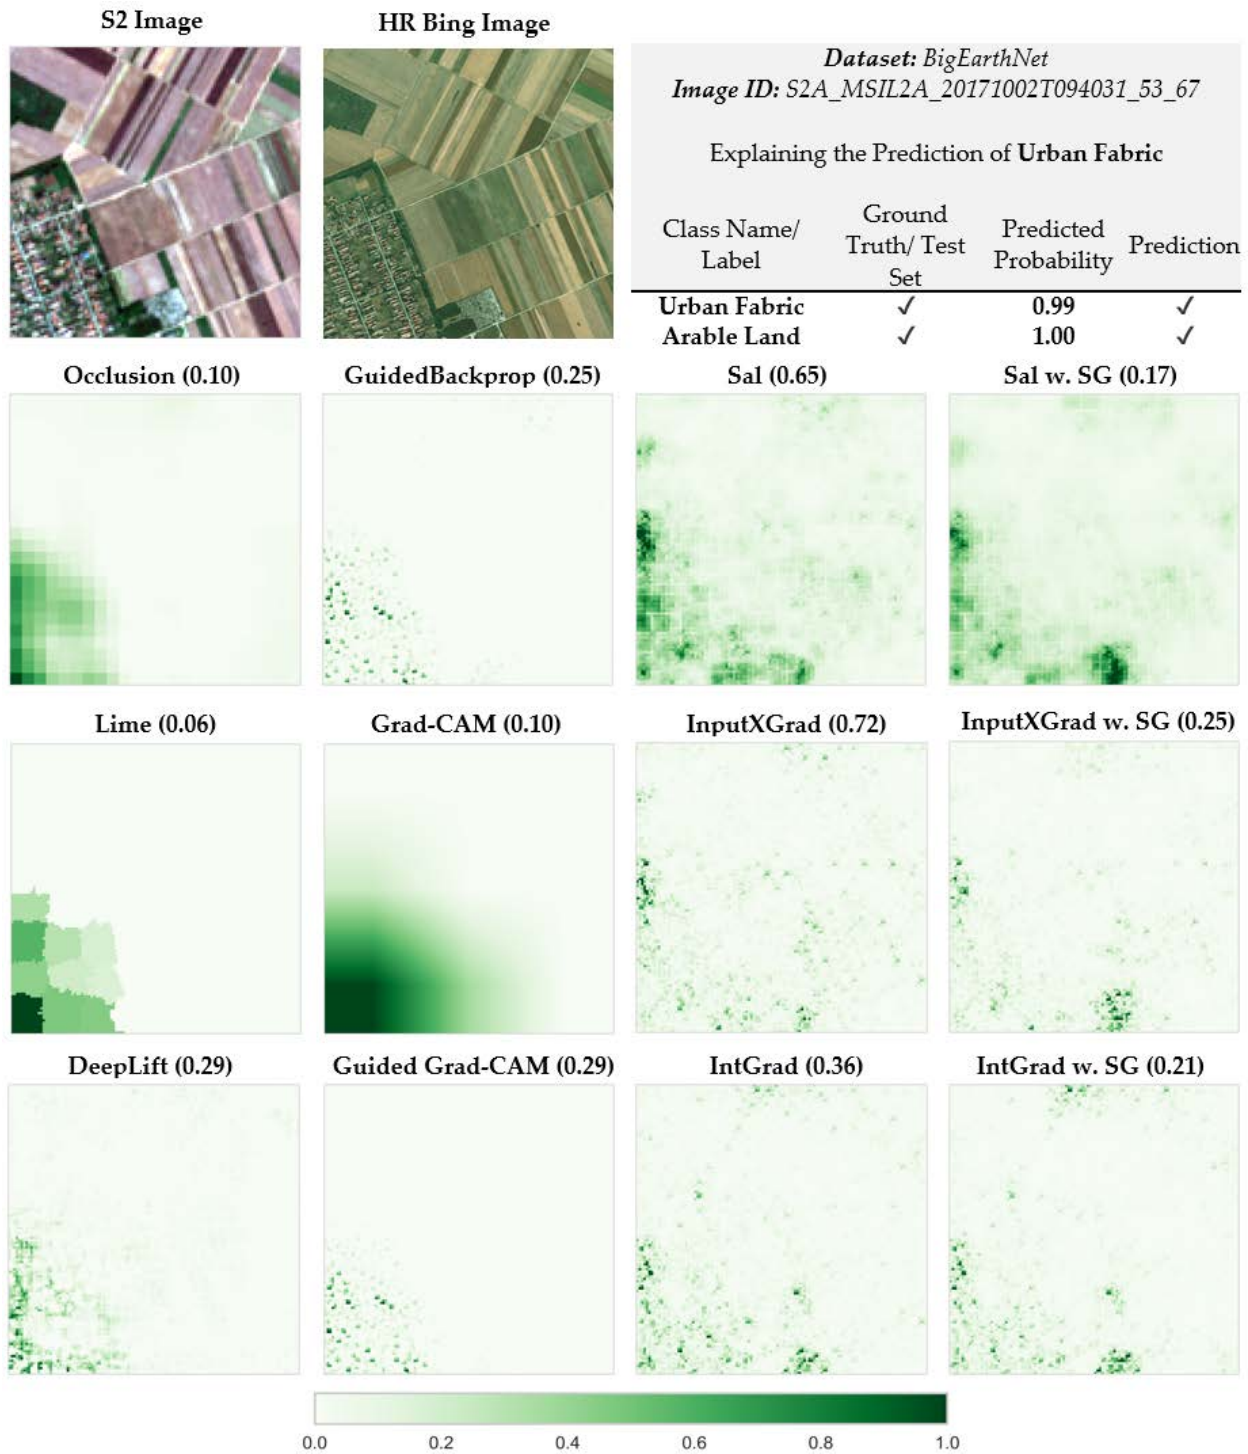 S2 Image
HR Bing Image
Dataset: BigEarthNet
Image ID: S2A_MSIL2A_20171002T094031_53_67
Explaining the Prediction of Urban Fabric
Class Name/ Label
Ground Truth/ Test Set
Predicted Probability
Prediction
Urban Fabric ✓ 0.99 ✓
Arable Land ✓ 1.00 ✓
Occlusion (0.10)
GuidedBackprop (0.25)
Sal (0.65)
Sal w. SG (0.17)
Lime (0.06)
Grad-CAM (0.10)
InputXGrad (0.72)
InputXGrad w. SG (0.25)
DeepLift (0.29)
Guided Grad-CAM (0.29)
IntGrad (0.36)
IntGrad w. SG (0.21)
0.0 0.2 0.4 0.6 0.8 1.0